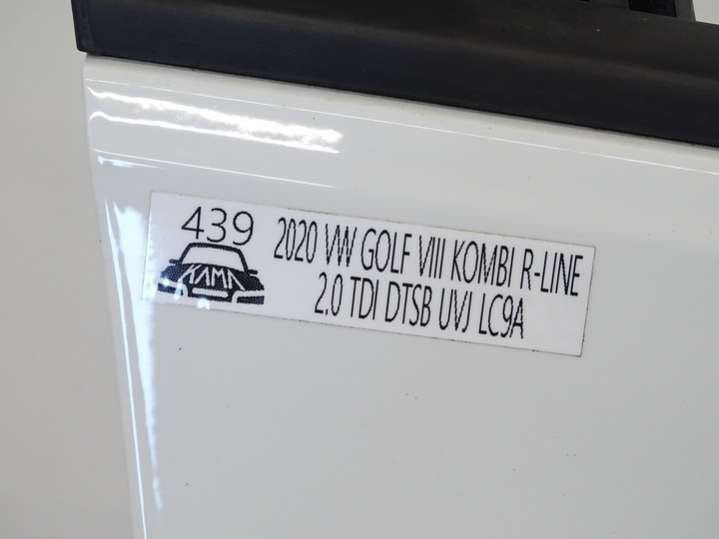 439
KAMA
2020 VW GOLF VIII KOMBI R-LINE
2.0 TDI DTSB UVJ LC9A